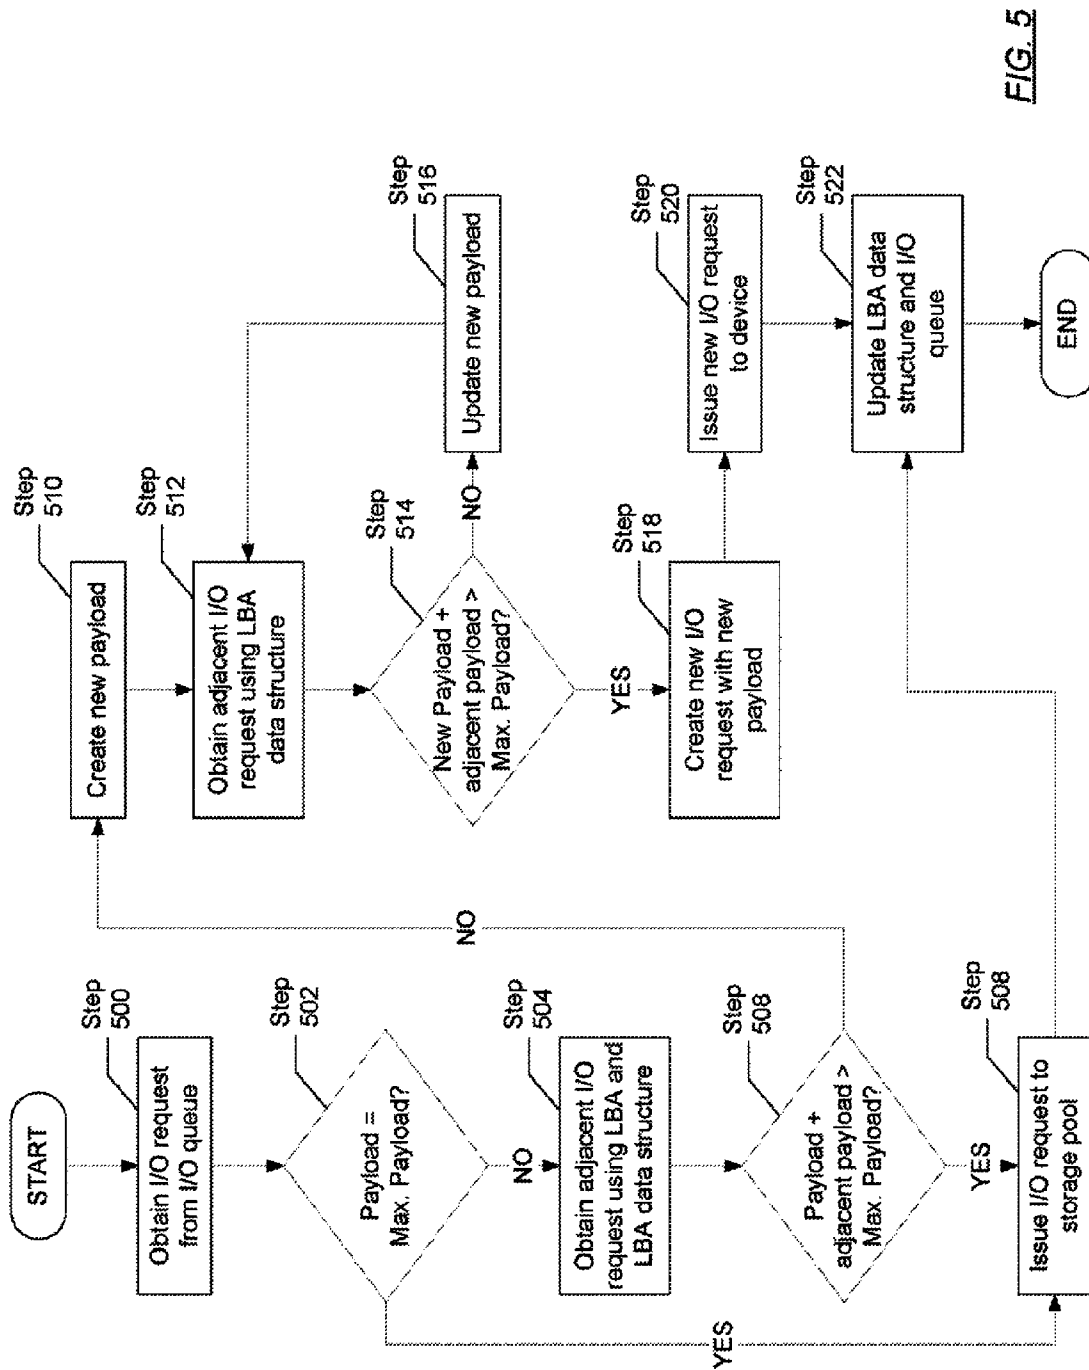 START
Step
500
Obtain I/O request
from I/O queue
Step
502
Payload =
Max. Payload?
NO
YES
Step
504
Obtain adjacent I/O
request using LBA and
LBA data structure
Step
508
Payload +
adjacent payload >
Max. Payload?
NO
YES
Step
508
Issue I/O request to
storage pool
Step
510
Create new payload
Step
512
Obtain adjacent I/O
request using LBA
data structure
Step
514
New Payload +
adjacent payload >
Max. Payload?
NO
YES
Step
516
Update new payload
Step
518
Create new I/O
request with new
payload
Step
520
Issue new I/O request
to device
Step
522
Update LBA data
structure and I/O
queue
END
FIG. 5